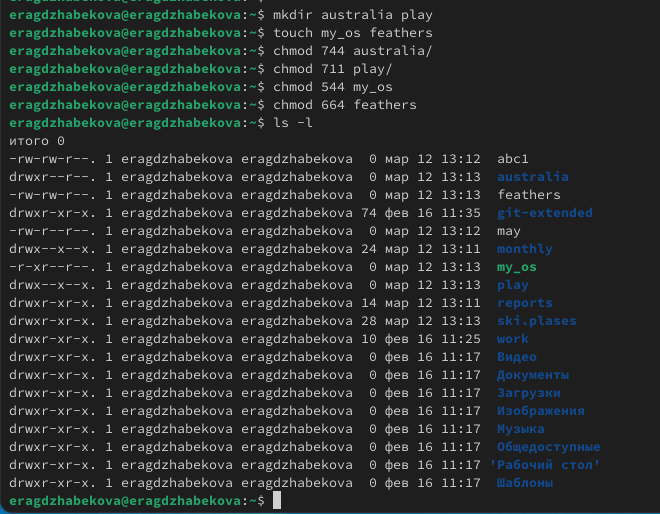 eragdzhabekova@eragdzhabekova:~$ mkdir australia play
eragdzhabekova@eragdzhabekova:~$ touch my_os feathers
eragdzhabekova@eragdzhabekova:~$ chmod 744 australia/
eragdzhabekova@eragdzhabekova:~$ chmod 711 play/
eragdzhabekova@eragdzhabekova:~$ chmod 544 my_os
eragdzhabekova@eragdzhabekova:~$ chmod 664 feathers
eragdzhabekova@eragdzhabekova:~$ ls -l
итого 0
-rw-rw-r--. 1 eragdzhabekova eragdzhabekova  0 мар 12 13:12  abc1
drwxr--r--. 1 eragdzhabekova eragdzhabekova  0 мар 12 13:13  australia
-rw-rw-r--. 1 eragdzhabekova eragdzhabekova  0 мар 12 13:13  feathers
drwxr-xr-x. 1 eragdzhabekova eragdzhabekova 74 фев 16 11:35  git-extended
-rw-r--r--. 1 eragdzhabekova eragdzhabekova  0 мар 12 13:12  may
drwx--x--x. 1 eragdzhabekova eragdzhabekova 24 мар 12 13:11  monthly
-r-xr--r--. 1 eragdzhabekova eragdzhabekova  0 мар 12 13:13  my_os
drwx--x--x. 1 eragdzhabekova eragdzhabekova  0 мар 12 13:13  play
drwxr-xr-x. 1 eragdzhabekova eragdzhabekova 14 мар 12 13:11  reports
drwxr-xr-x. 1 eragdzhabekova eragdzhabekova 28 мар 12 13:13  ski.plases
drwxr-xr-x. 1 eragdzhabekova eragdzhabekova 10 фев 16 11:25  work
drwxr-xr-x. 1 eragdzhabekova eragdzhabekova  0 фев 16 11:17  Видео
drwxr-xr-x. 1 eragdzhabekova eragdzhabekova  0 фев 16 11:17  Документы
drwxr-xr-x. 1 eragdzhabekova eragdzhabekova  0 фев 16 11:17  Загрузки
drwxr-xr-x. 1 eragdzhabekova eragdzhabekova  0 фев 16 11:17  Изображения
drwxr-xr-x. 1 eragdzhabekova eragdzhabekova  0 фев 16 11:17  Музыка
drwxr-xr-x. 1 eragdzhabekova eragdzhabekova  0 фев 16 11:17  Общедоступные
drwxr-xr-x. 1 eragdzhabekova eragdzhabekova  0 фев 16 11:17 'Рабочий стол'
drwxr-xr-x. 1 eragdzhabekova eragdzhabekova  0 фев 16 11:17  Шаблоны
eragdzhabekova@eragdzhabekova:~$